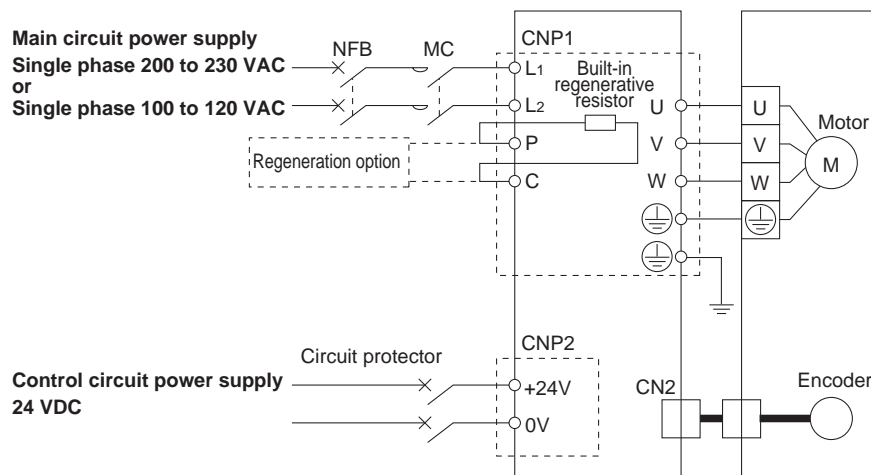 Main circuit power supply
Single phase 200 to 230 VAC
or
Single phase 100 to 120 VAC
NFB
MC
CNP1
L1
L2
P
C
Built-in
regenerative
resistor
Regeneration option
U
V
W
U
V
W
Motor
M
Control circuit power supply
24 VDC
Circuit protector
CNP2
+24V
0V
CN2
Encoder